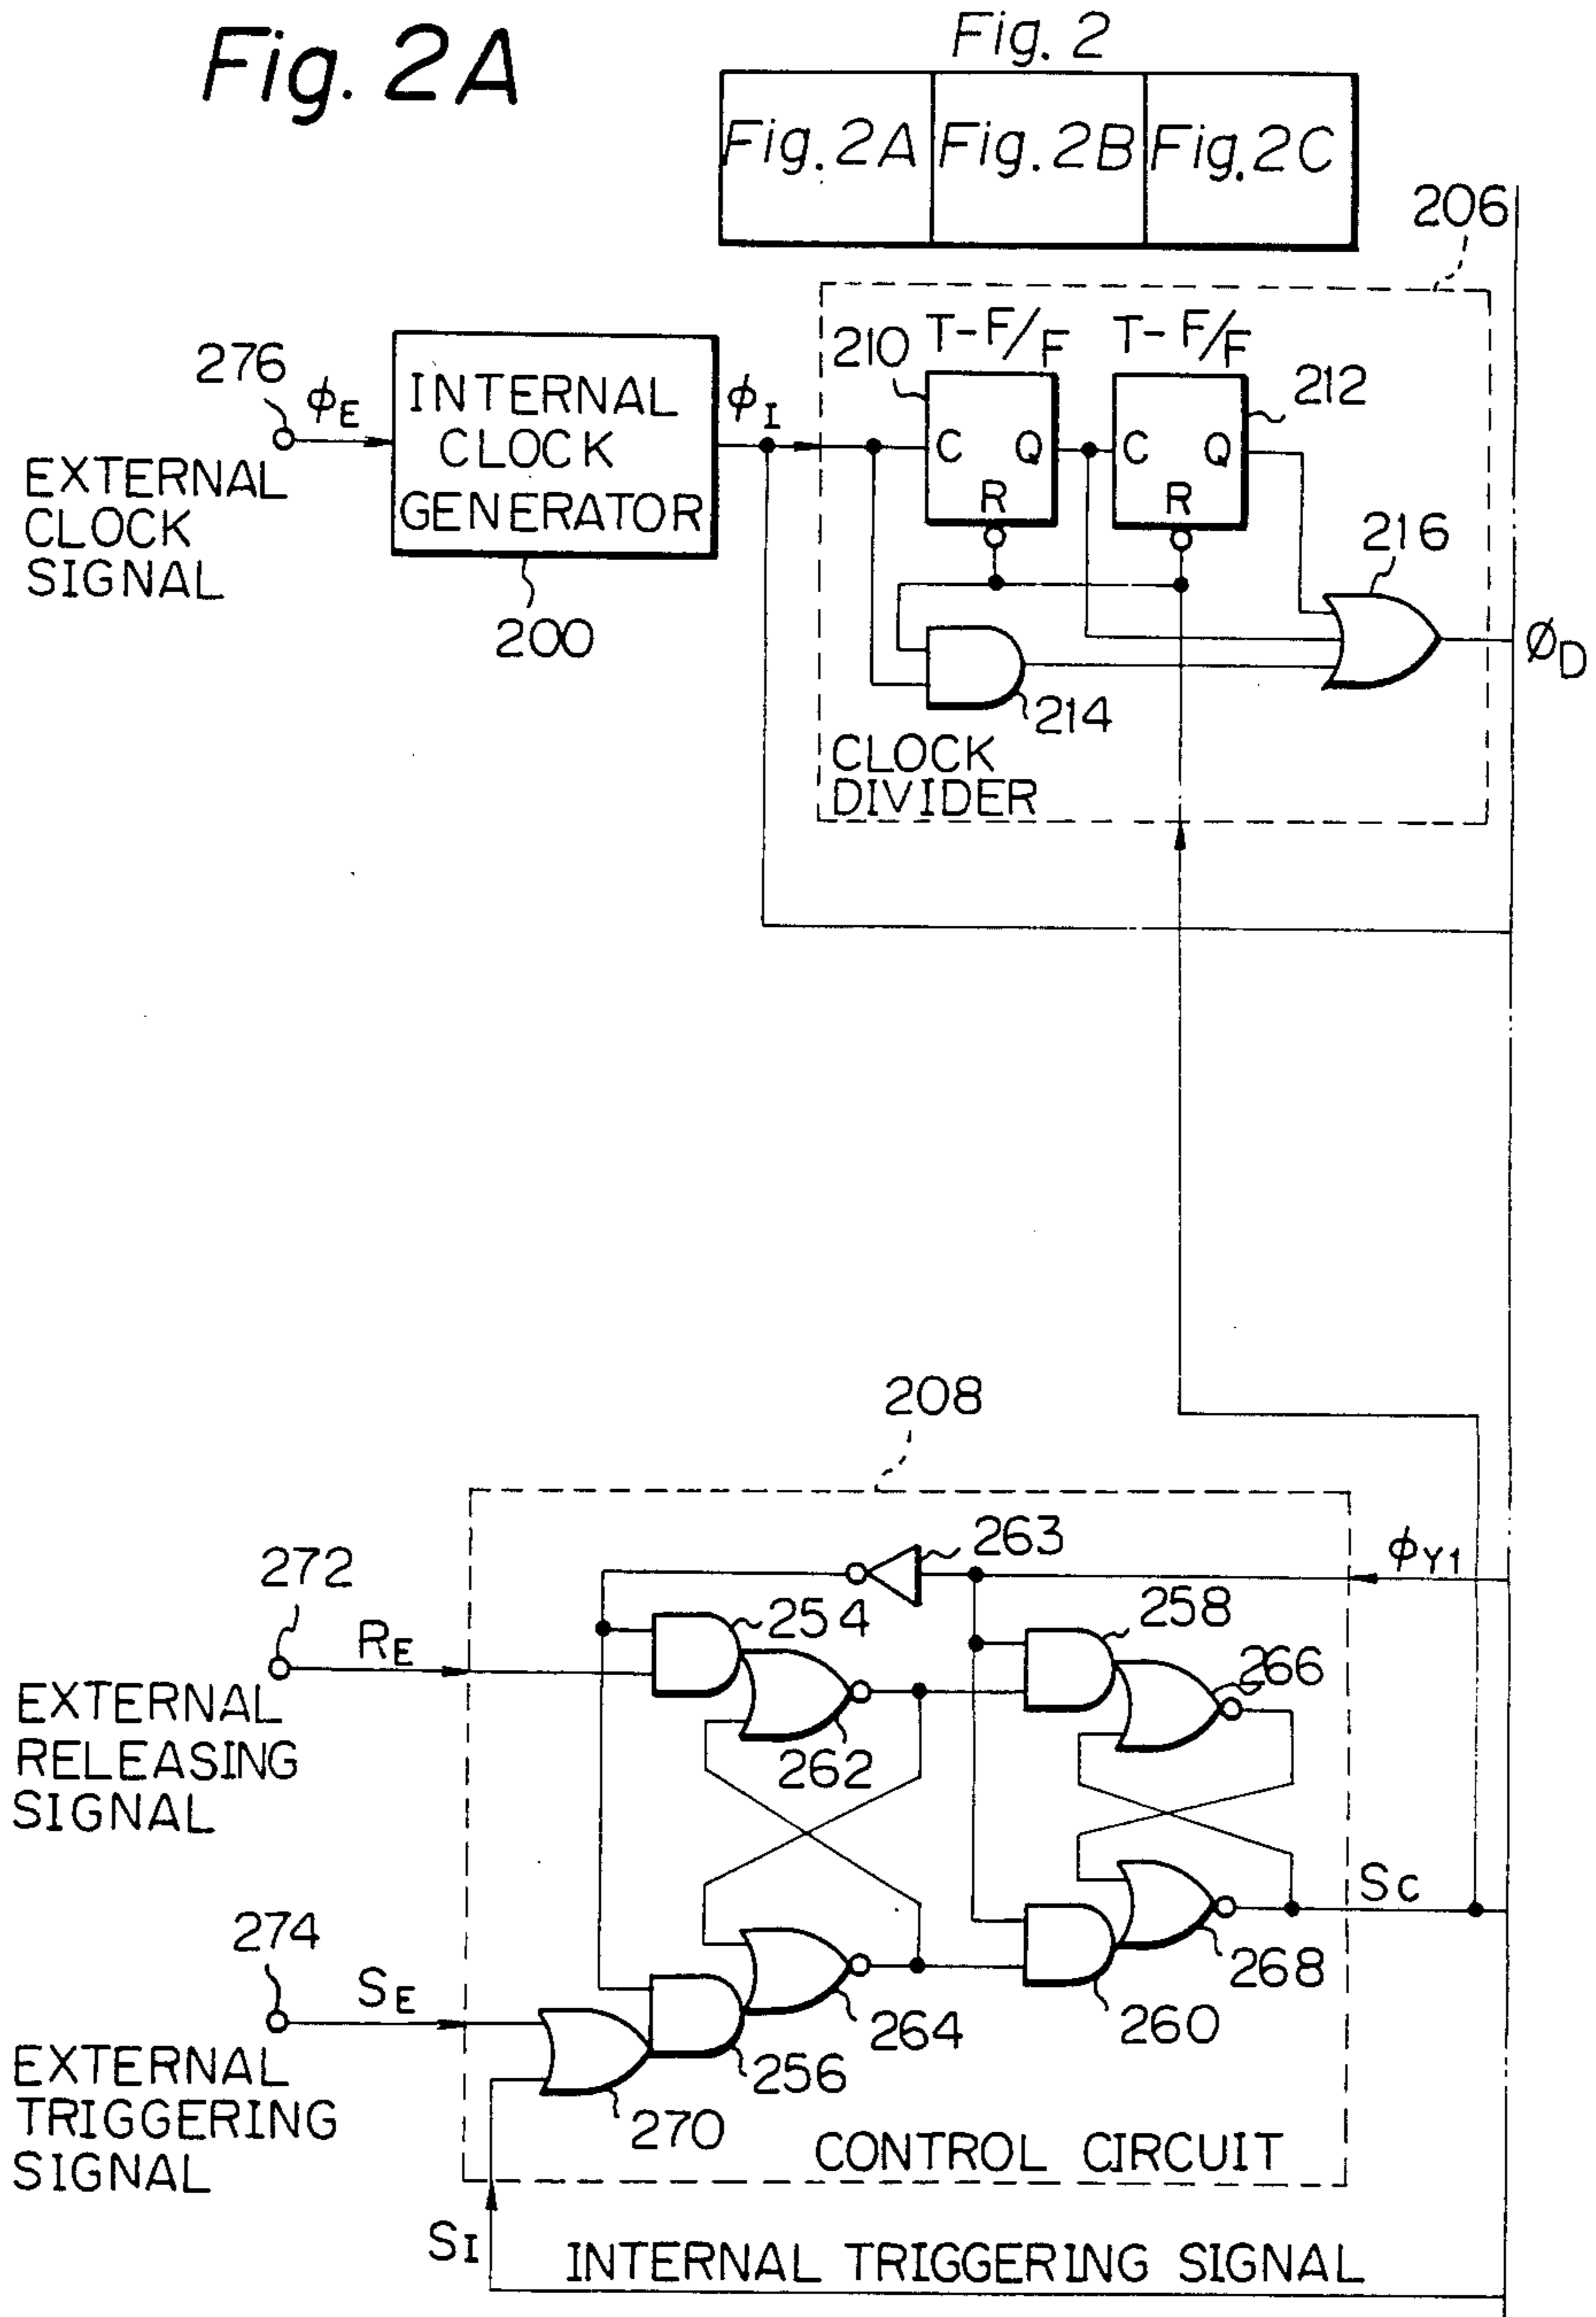 Fig. 2A
Fig. 2
Fig. 2A Fig. 2B Fig. 2C
206
276
ϕE
INTERNAL
CLOCK
GENERATOR
ϕI
210
T-F/F
T-F/F
212
C Q
R
C Q
R
EXTERNAL
CLOCK
SIGNAL
200
216
ØD
214
CLOCK
DIVIDER
208
263
ϕY1
272
RE
254
258
266
EXTERNAL
RELEASING
SIGNAL
262
SC
274
SE
264
260
268
EXTERNAL
TRIGGERING
SIGNAL
256
270
CONTROL CIRCUIT
SI
INTERNAL TRIGGERING SIGNAL